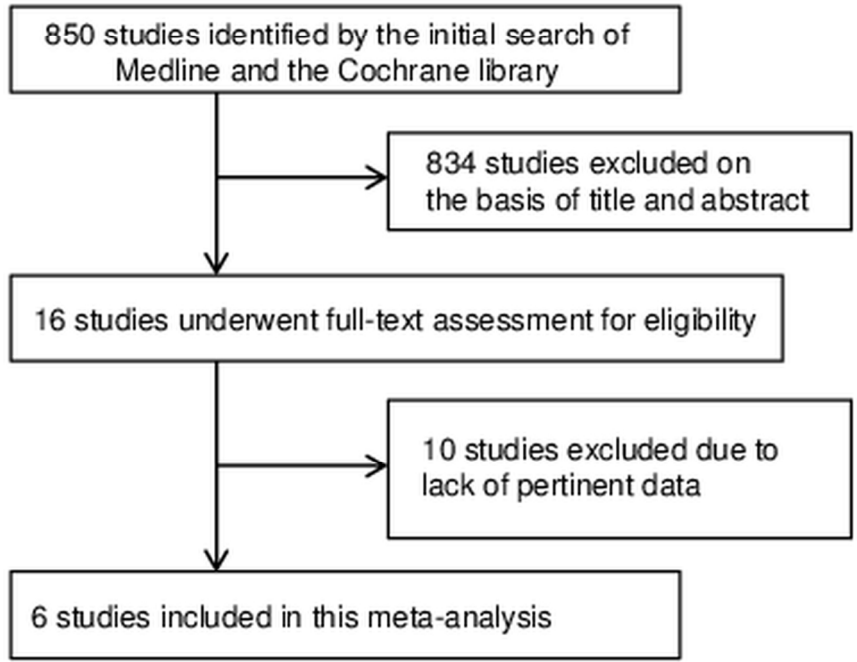 850 studies identified by the initial search of
Medline and the Cochrane library
834 studies excluded on
the basis of title and abstract
16 studies underwent full-text assessment for eligibility
10 studies excluded due to
lack of pertinent data
6 studies included in this meta-analysis